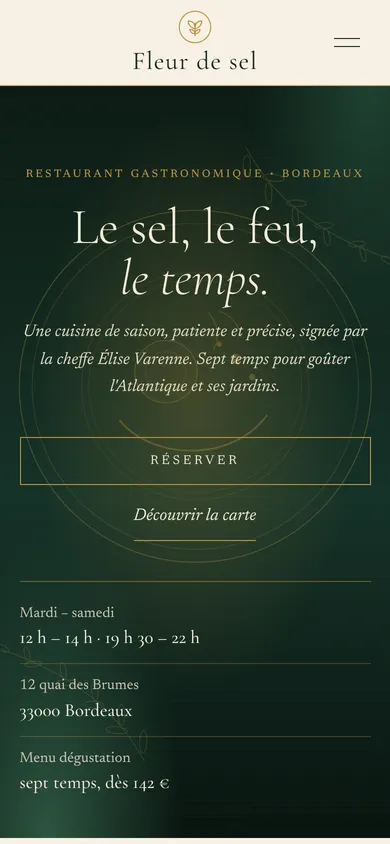 Fleur de sel
RESTAURANT GASTRONOMIQUE · BORDEAUX
Le sel, le feu,
le temps.
Une cuisine de saison, patiente et précise, signée par
la cheffe Élise Varenne. Sept temps pour goûter
l'Atlantique et ses jardins.
RÉSERVER
Découvrir la carte
Mardi – samedi
12 h – 14 h · 19 h 30 – 22 h
12 quai des Brumes
33000 Bordeaux
Menu dégustation
sept temps, dès 142 €